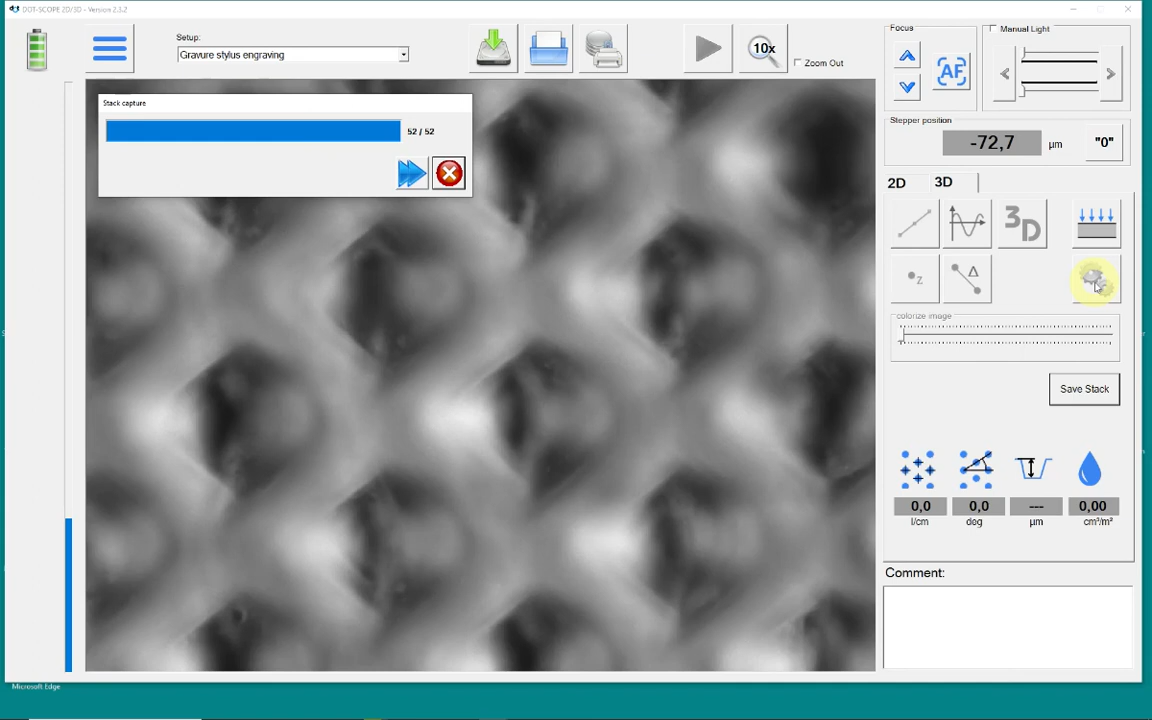 DOT-SCOPE 2D/3D - Version 2.3.2
Setup:
Gravure stylus engraving
10x
Zoom Out
Focus
AF
Manual Light
Stepper position
-72,7 µm "0"
Stack capture
52 / 52
2D 3D
3D
z
Δ
colorize image
Save Stack
0,0 0,0 --- 0,00
l/cm deg µm cm³/m²
Comment:
Microsoft Edge